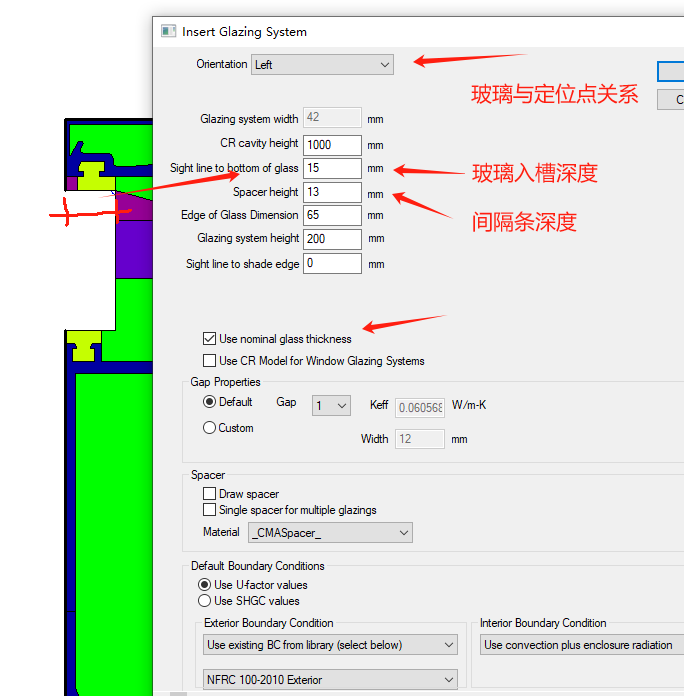 Insert Glazing System
Orientation Left
玻璃与定位点关系
C
Glazing system width 42 mm
CR cavity height 1000 mm
Sight line to bottom of glass 15 mm
玻璃入槽深度
Spacer height 13 mm
间隔条深度
Edge of Glass Dimension 65 mm
Glazing system height 200 mm
Sight line to shade edge 0 mm
Use nominal glass thickness
Use CR Model for Window Glazing Systems
Gap Properties
Default Gap 1 Keff 0.060568 W/m-K
Custom
Width 12 mm
Spacer
Draw spacer
Single spacer for multiple glazings
Material _CMASpacer_
Default Boundary Conditions
Use U-factor values
Use SHGC values
Exterior Boundary Condition Interior Boundary Condition
Use existing BC from library (select below) Use convection plus enclosure radiation
NFRC 100-2010 Exterior